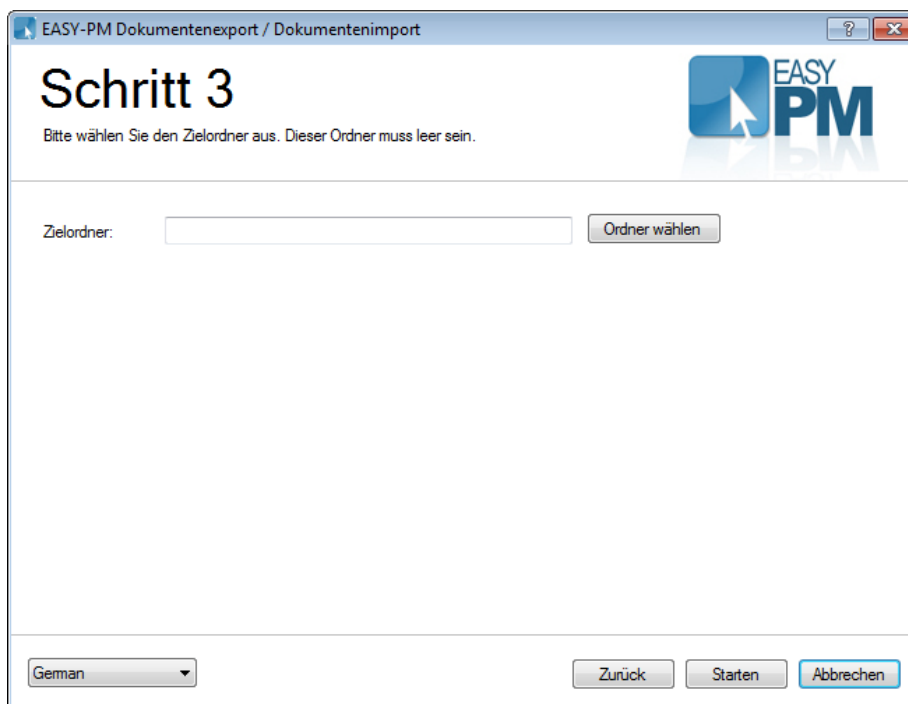 EASY-PM Dokumentenexport / Dokumentenimport
?
Schritt 3
Bitte wählen Sie den Zielordner aus. Dieser Ordner muss leer sein.
EASY
PM
Zielordner:
Ordner wählen
German
Zurück
Starten
Abbrechen